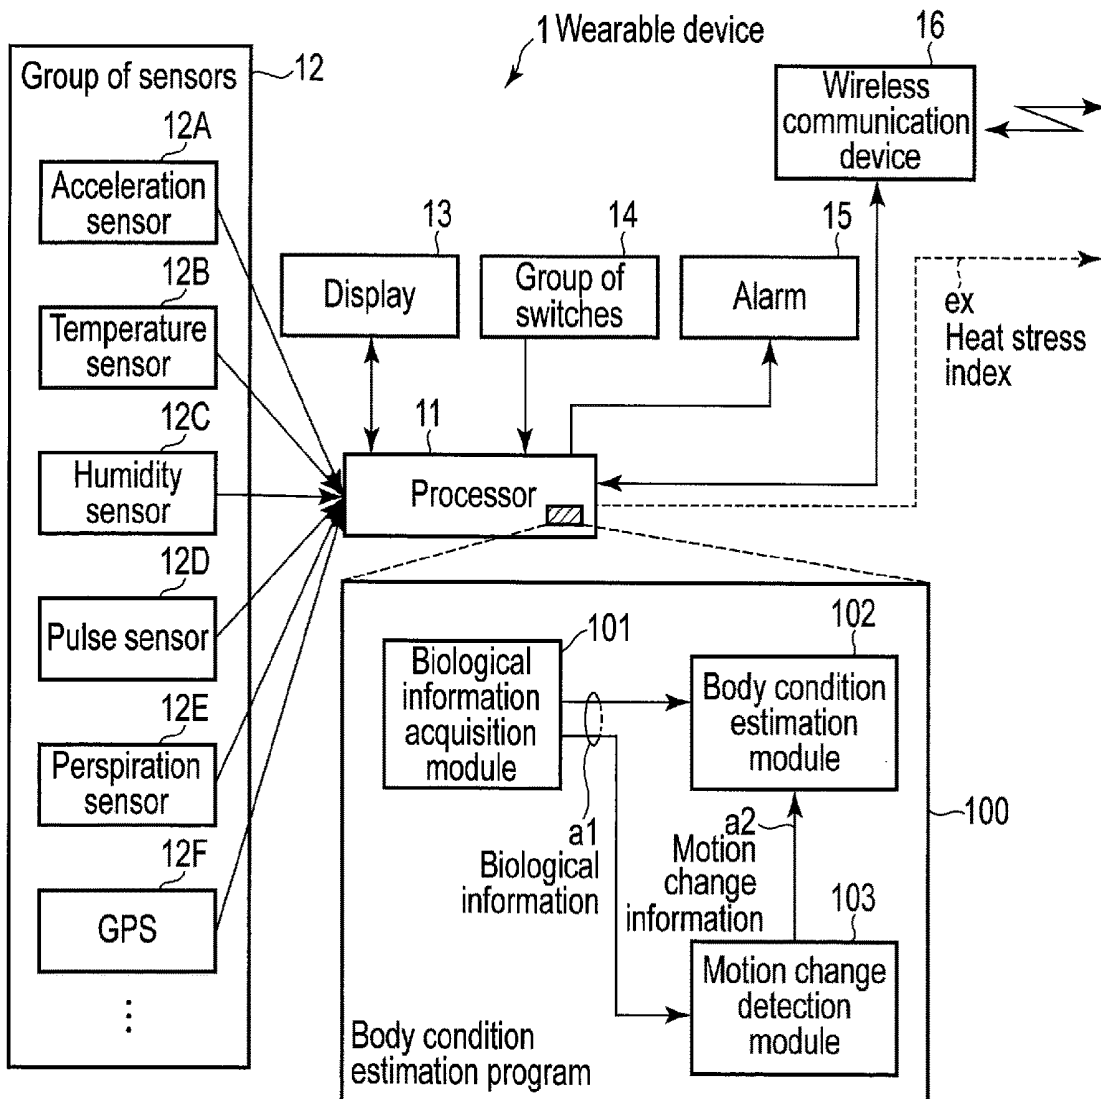 1 Wearable device
Group of sensors
12
12A
Acceleration
sensor
12B
Temperature
sensor
12C
Humidity
sensor
12D
Pulse sensor
12E
Perspiration
sensor
12F
GPS
⋮
13
Display
14
Group of
switches
15
Alarm
16
Wireless
communication
device
ex
Heat stress
index
11
Processor
101
Biological
information
acquisition
module
102
Body condition
estimation
module
a1
Biological
information
a2
Motion
change
information
103
Motion change
detection
module
100
Body condition
estimation program